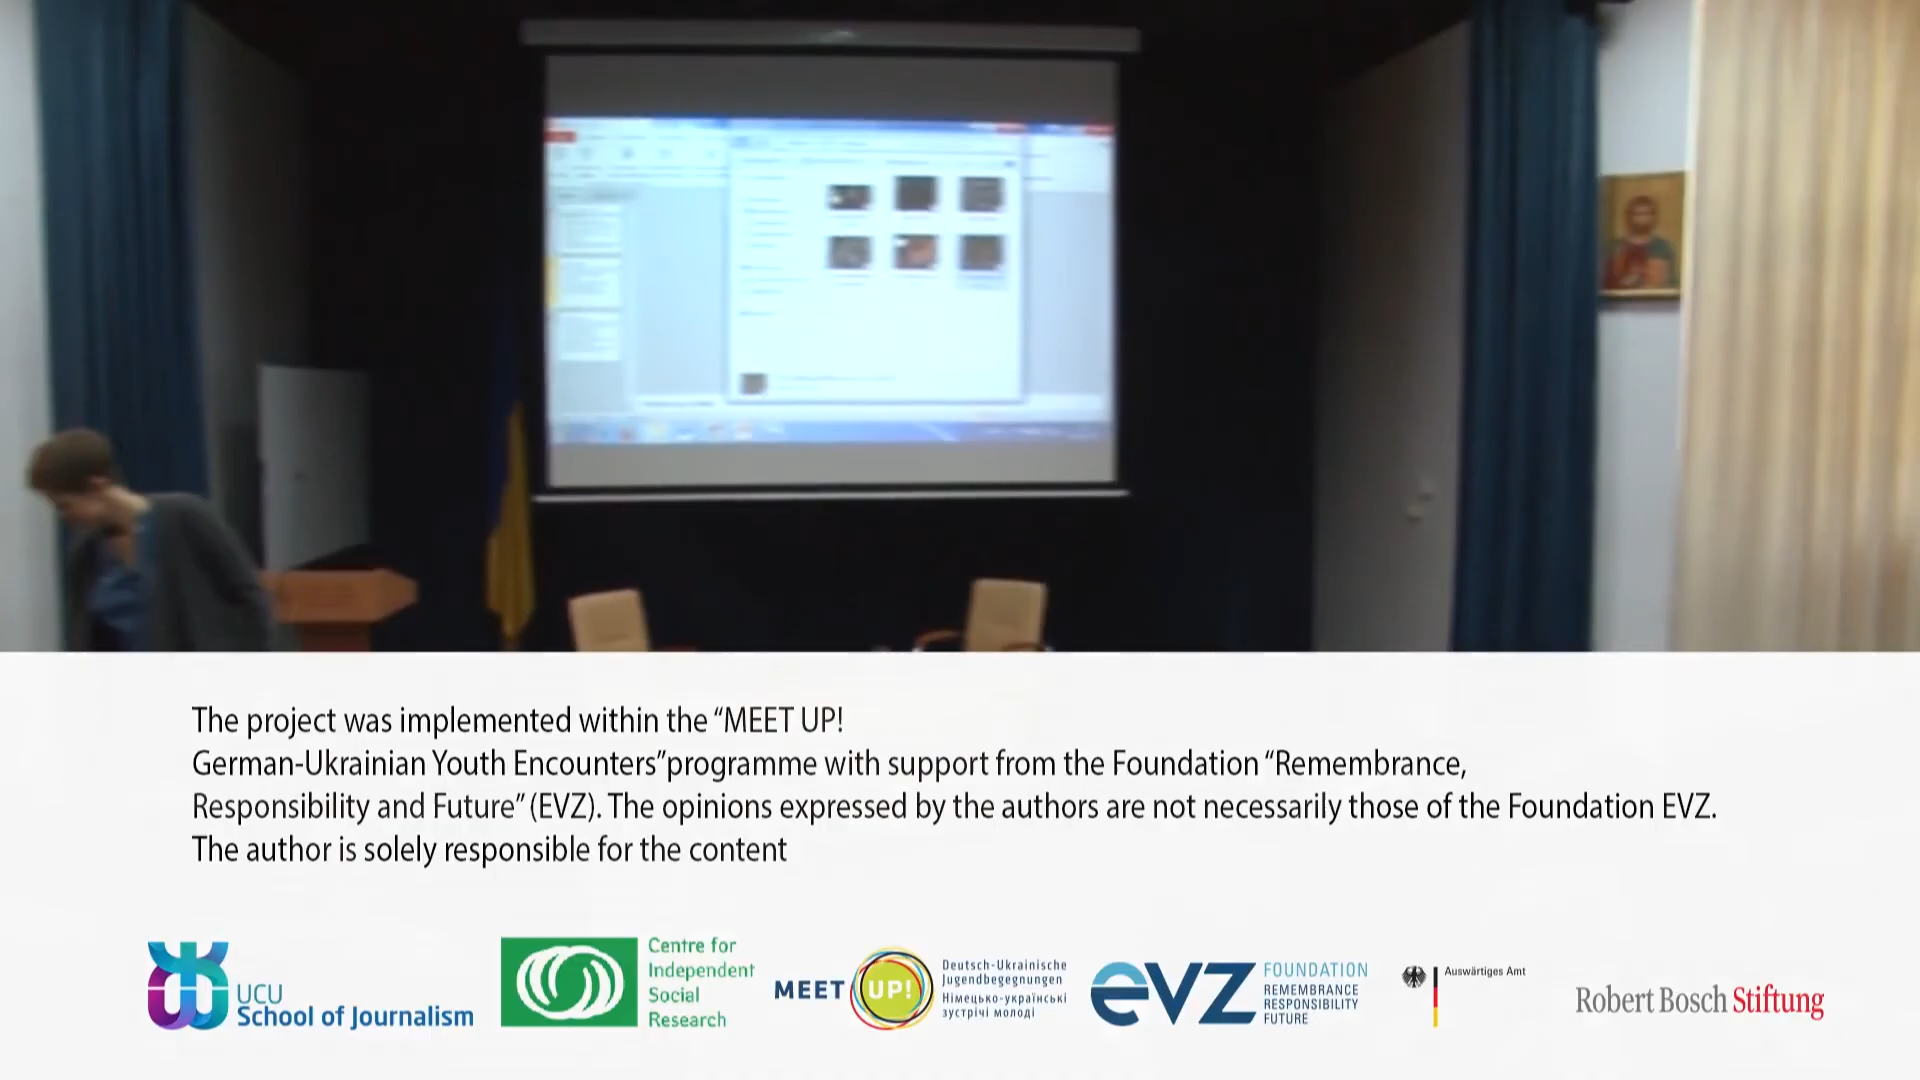 The project was implemented within the “MEET UP!
German-Ukrainian Youth Encounters”programme with support from the Foundation “Remembrance,
Responsibility and Future” (EVZ). The opinions expressed by the authors are not necessarily those of the Foundation EVZ.
The author is solely responsible for the content
UCU
School of Journalism
Centre for
Independent
Social
Research
MEET UP!
Deutsch-Ukrainische
Jugendbegegnungen
Німецько-українські
зустрічі молоді
eVZ
FOUNDATION
REMEMBRANCE
RESPONSIBILITY
FUTURE
Auswärtiges Amt
Robert Bosch Stiftung